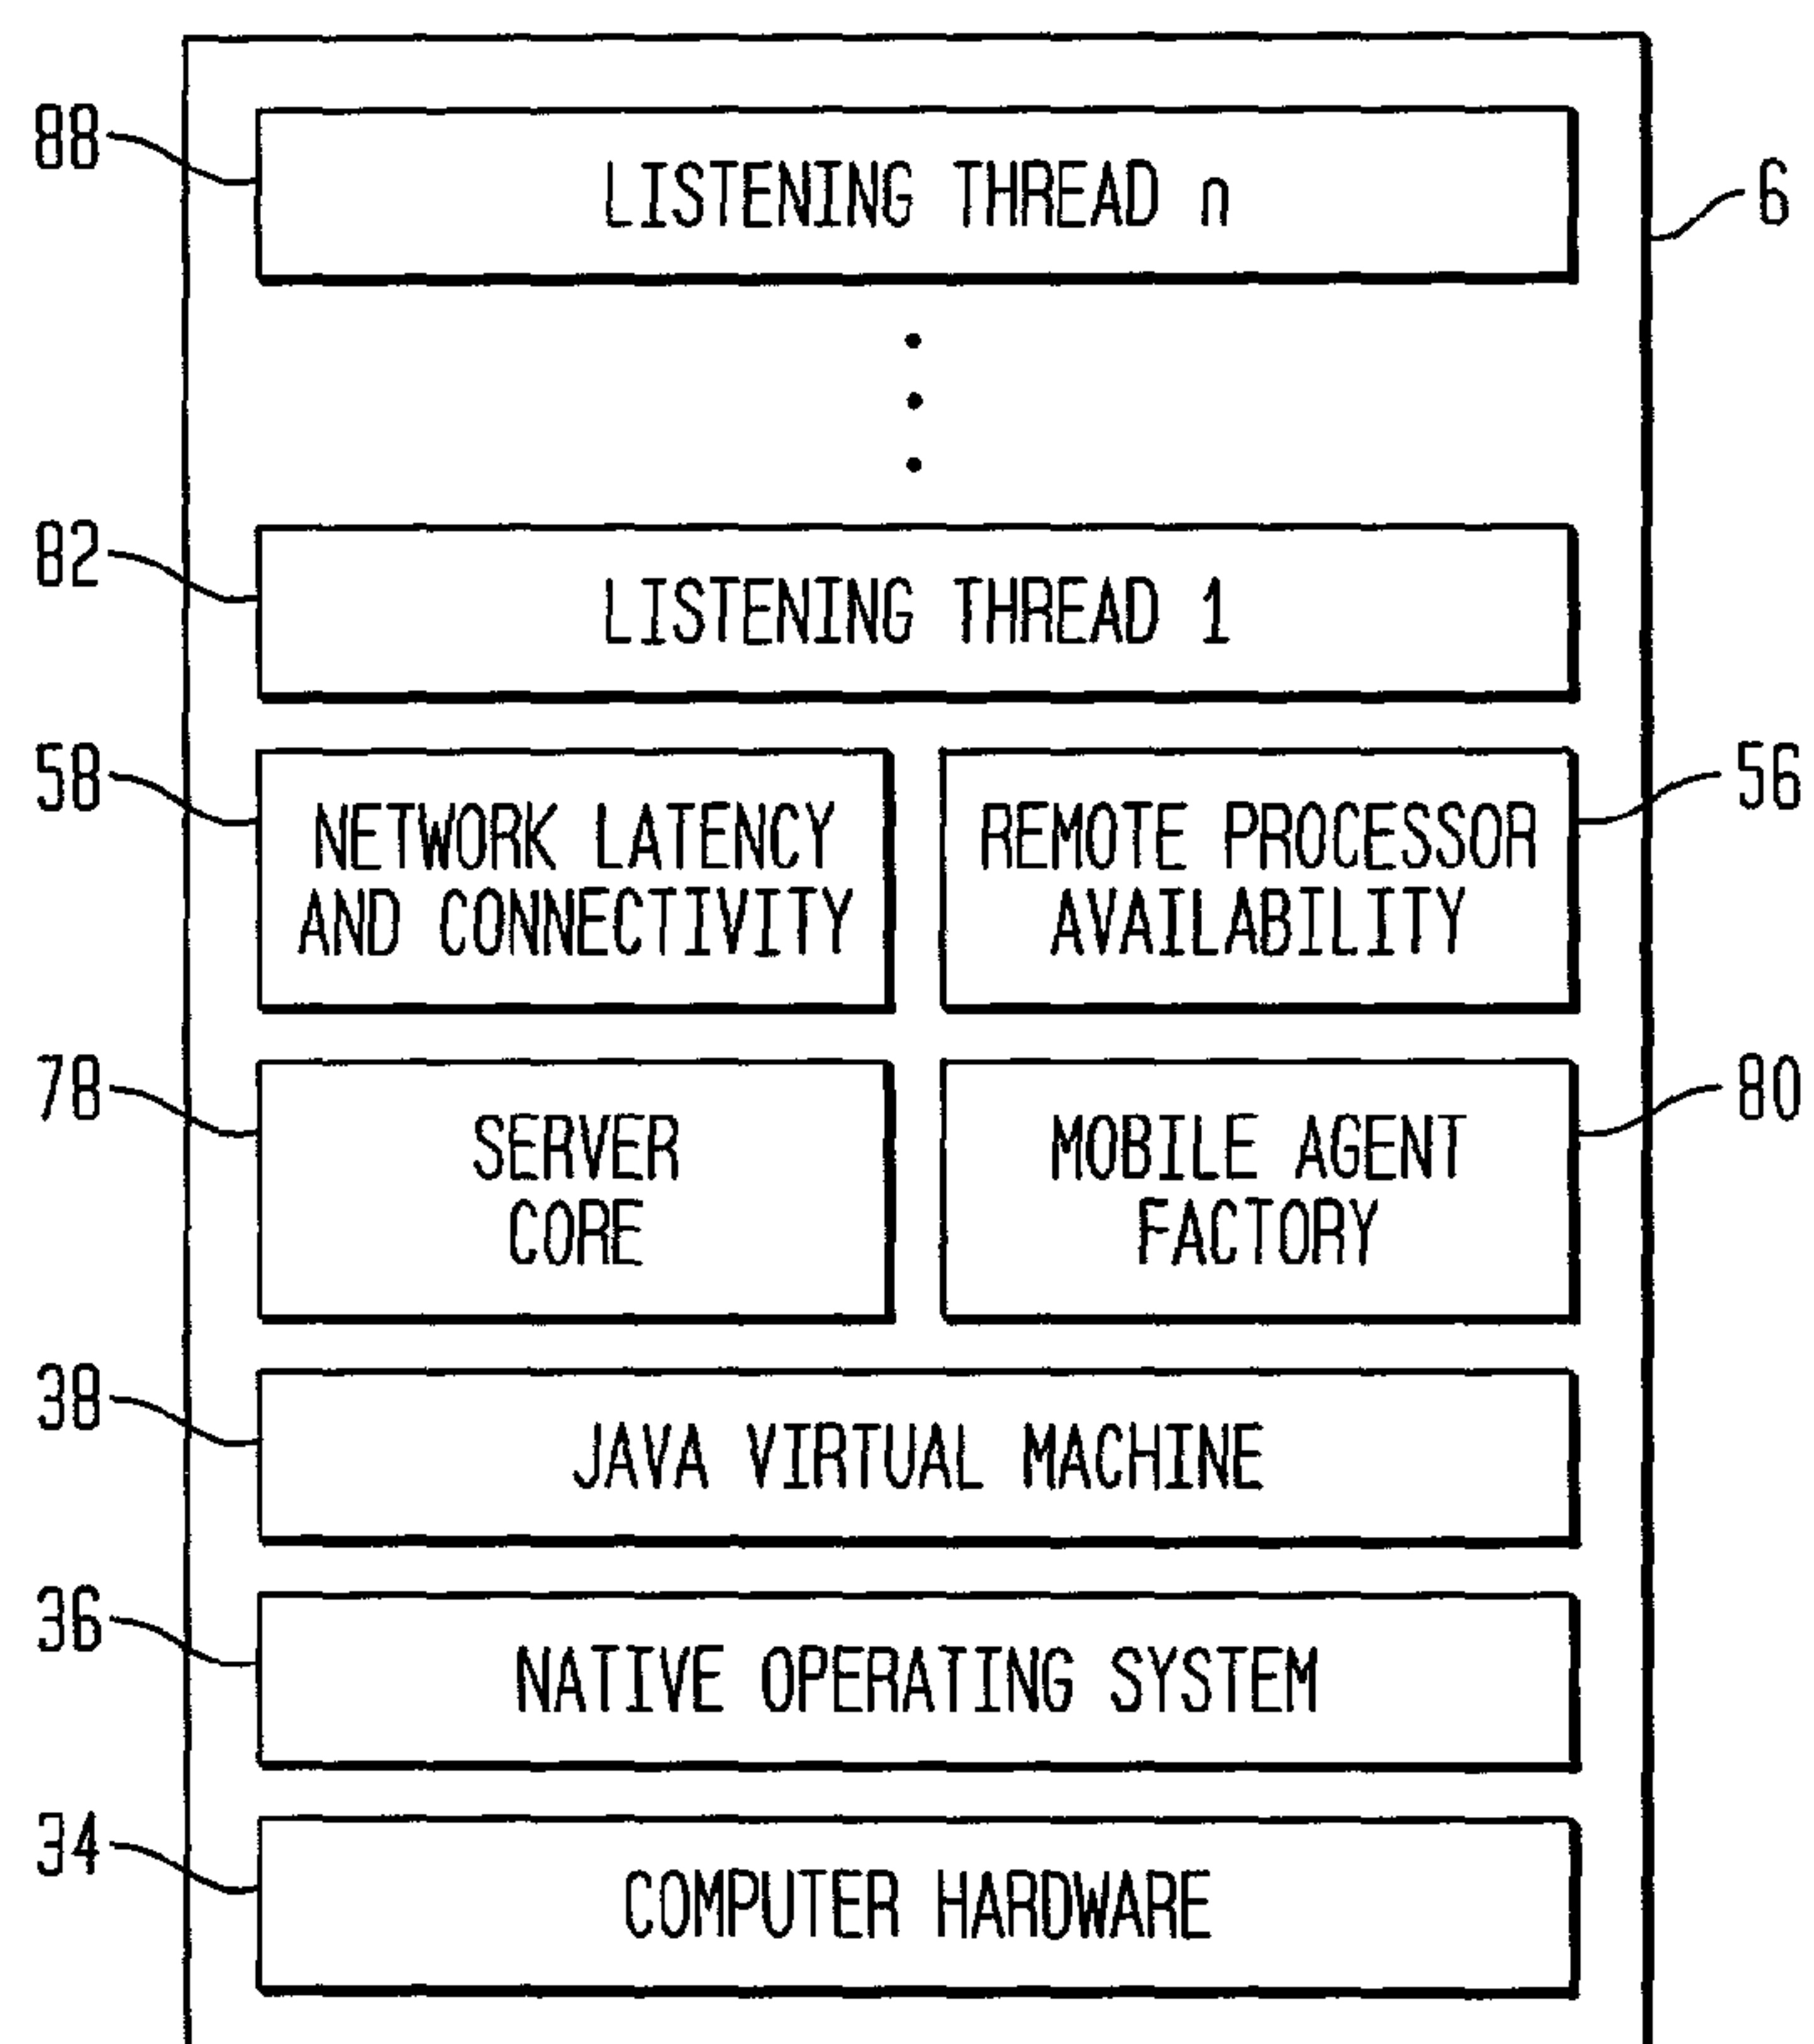 88
LISTENING THREAD n
6
82
LISTENING THREAD 1
58
NETWORK LATENCY
AND CONNECTIVITY
REMOTE PROCESSOR
AVAILABILITY
56
78
SERVER
CORE
MOBILE AGENT
FACTORY
80
38
JAVA VIRTUAL MACHINE
36
NATIVE OPERATING SYSTEM
34
COMPUTER HARDWARE